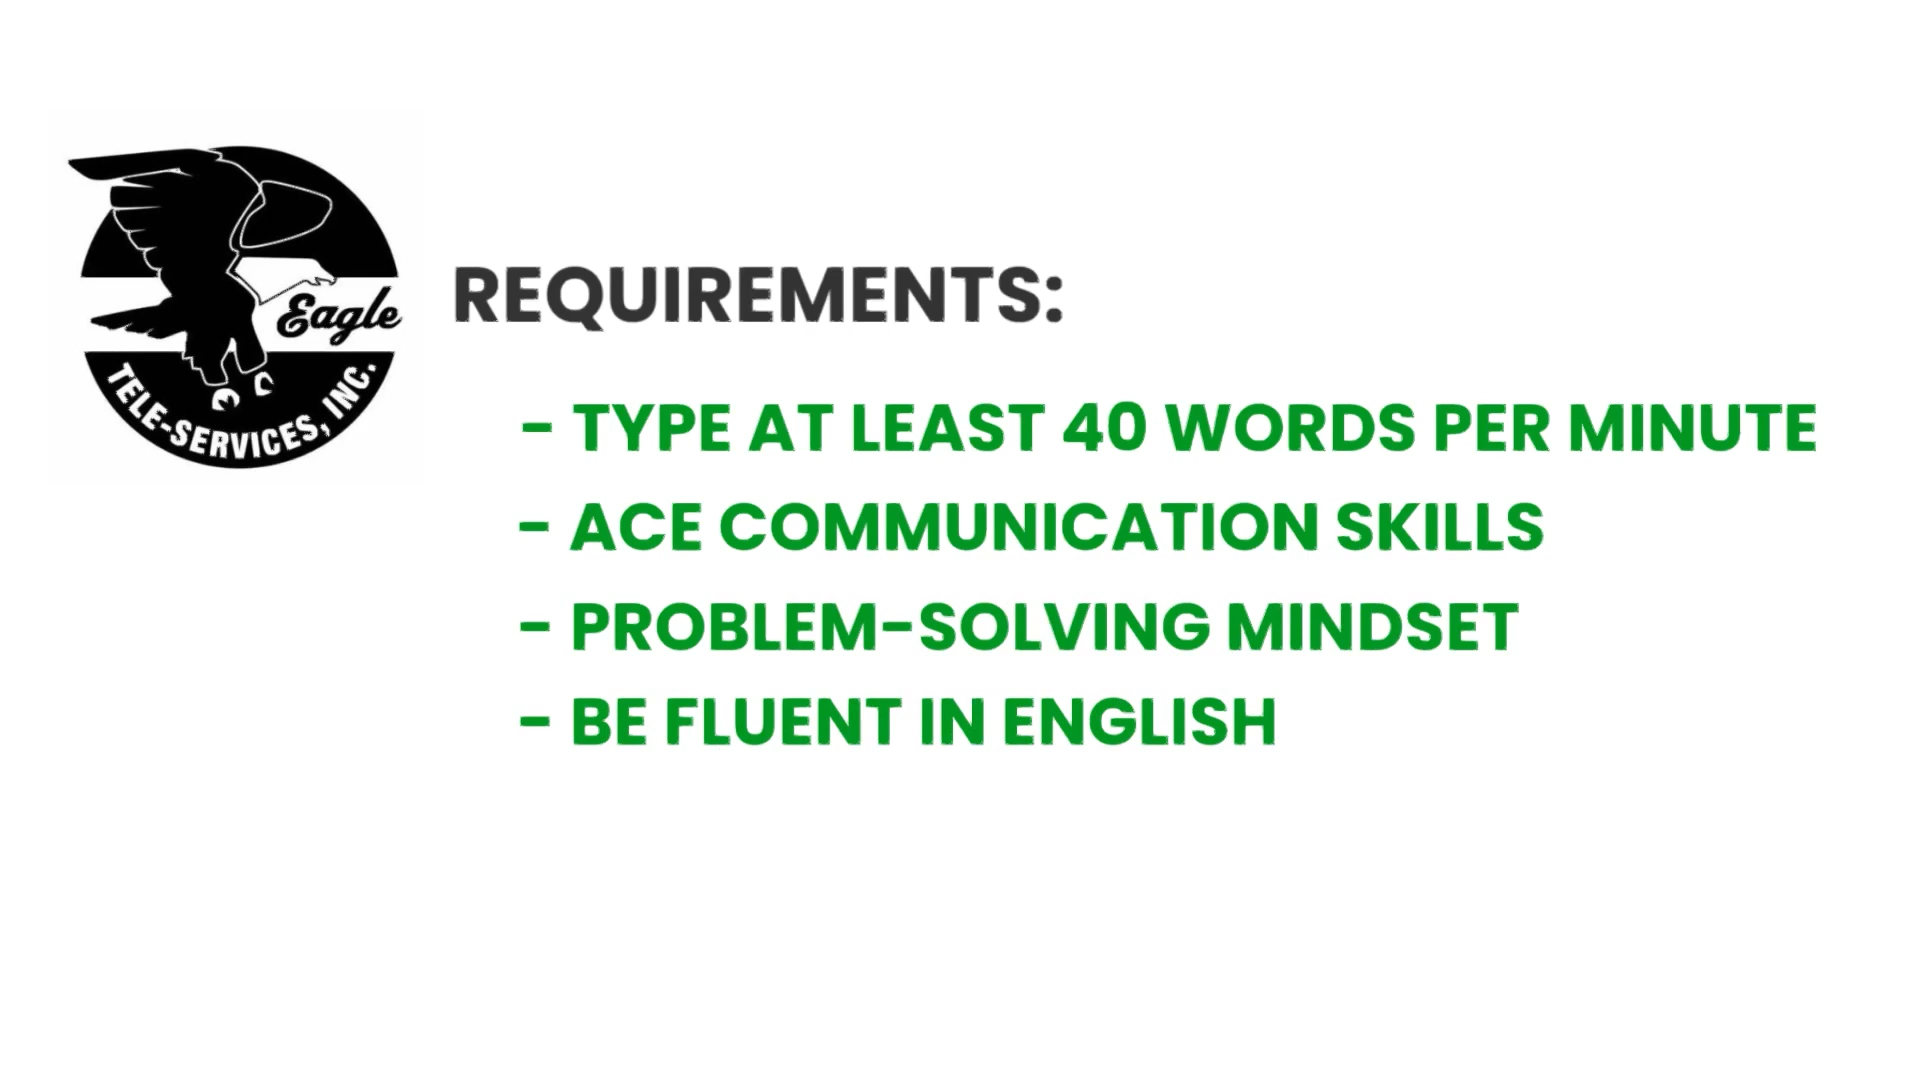 Eagle
TELE-SERVICES, INC.
REQUIREMENTS:
- TYPE AT LEAST 40 WORDS PER MINUTE
- ACE COMMUNICATION SKILLS
- PROBLEM-SOLVING MINDSET
- BE FLUENT IN ENGLISH